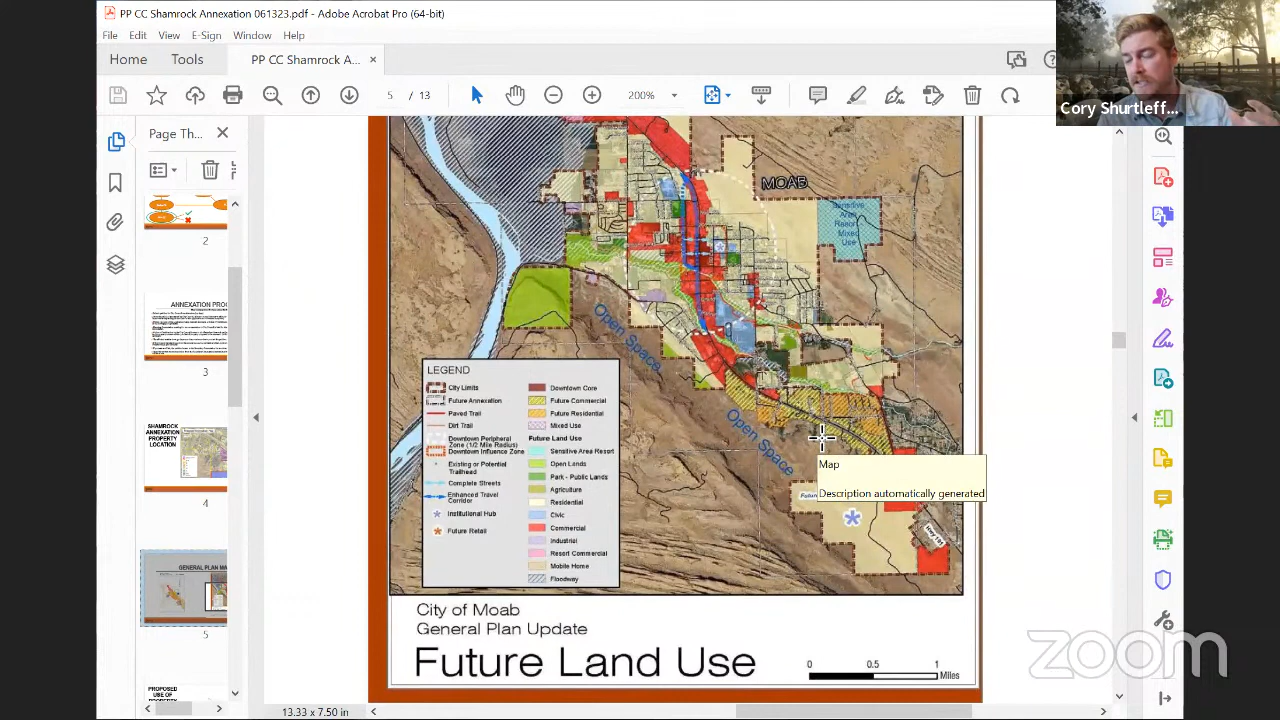 PP CC Shamrock Annexation 061323.pdf - Adobe Acrobat Pro (64-bit)
File Edit View E-Sign Window Help
Home Tools PP CC Shamrock A... ×
5 / 13 200%
Page Th...
2
ANNEXATION PRO
3
SHAMROCK
ANNEXATION
PROPERTY
LOCATION
4
GENERAL PLAN MA
5
PROPOSED
USE OF
Cory Shurtleff...
MOAB
Sensitive
Area
Resort -
Mixed
Use
Open Space
Open Space
Map
Description automatically generated
Future
Hwy 191
LEGEND
City Limits
Future Annexation
Paved Trail
Dirt Trail
Downtown Peripheral
Zone (1/2 Mile Radius)
Downtown Influence Zone
Existing or Potential
Trailhead
Complete Streets
Enhanced Travel
Corridor
Institutional Hub
Future Retail
Downtown Core
Future Commercial
Future Residential
Mixed Use
Future Land Use
Sensitive Area Resort
Open Lands
Park - Public Lands
Agriculture
Residential
Civic
Commercial
Industrial
Resort Commercial
Mobile Home
Floodway
City of Moab
General Plan Update
Future Land Use
0 0.5 1
Miles
13.33 x 7.50 in
zoom